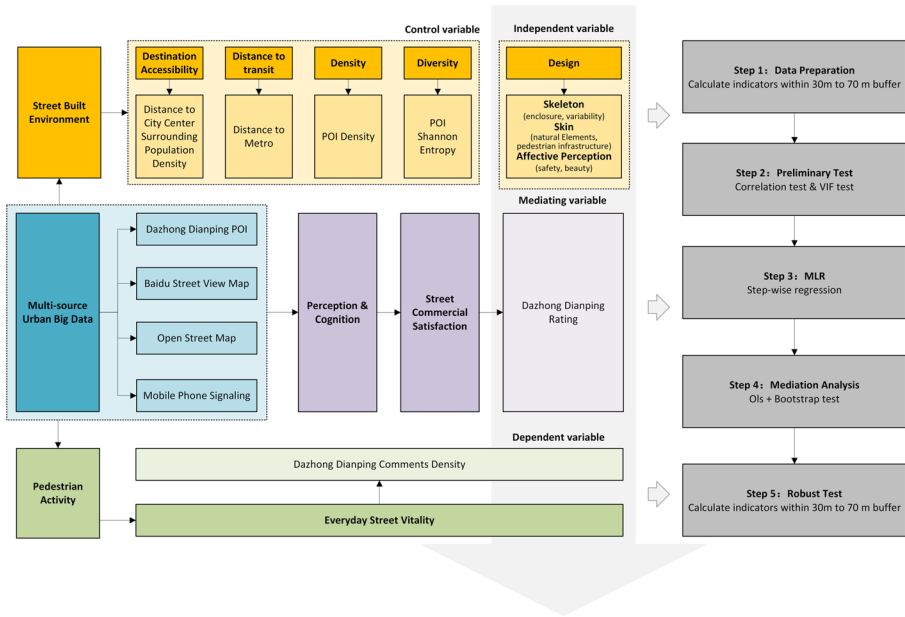 Control variable
Independent variable
Street Built
Environment
Destination
Accessibility
Distance to
transit
Density
Diversity
Design
Distance to
City Center
Surrounding
Population
Density
Distance to
Metro
POI Density
POI
Shannon
Entropy
Skeleton
(enclosure, variability)
Skin
(natural Elements,
pedestrian infrastructure)
Affective Perception
(safety, beauty)
Mediating variable
Multi-source
Urban Big Data
Dazhong Dianping POI
Baidu Street View Map
Open Street Map
Mobile Phone Signaling
Perception &
Cognition
Street
Commercial
Satisfaction
Dazhong Dianping
Rating
Dependent variable
Pedestrian
Activity
Dazhong Dianping Comments Density
Everyday Street Vitality
Step 1：Data Preparation
Calculate indicators within 30m to 70 m buffer
Step 2：Preliminary Test
Correlation test & VIF test
Step 3：MLR
Step-wise regression
Step 4：Mediation Analysis
Ols + Bootstrap test
Step 5：Robust Test
Calculate indicators within 30m to 70 m buffer